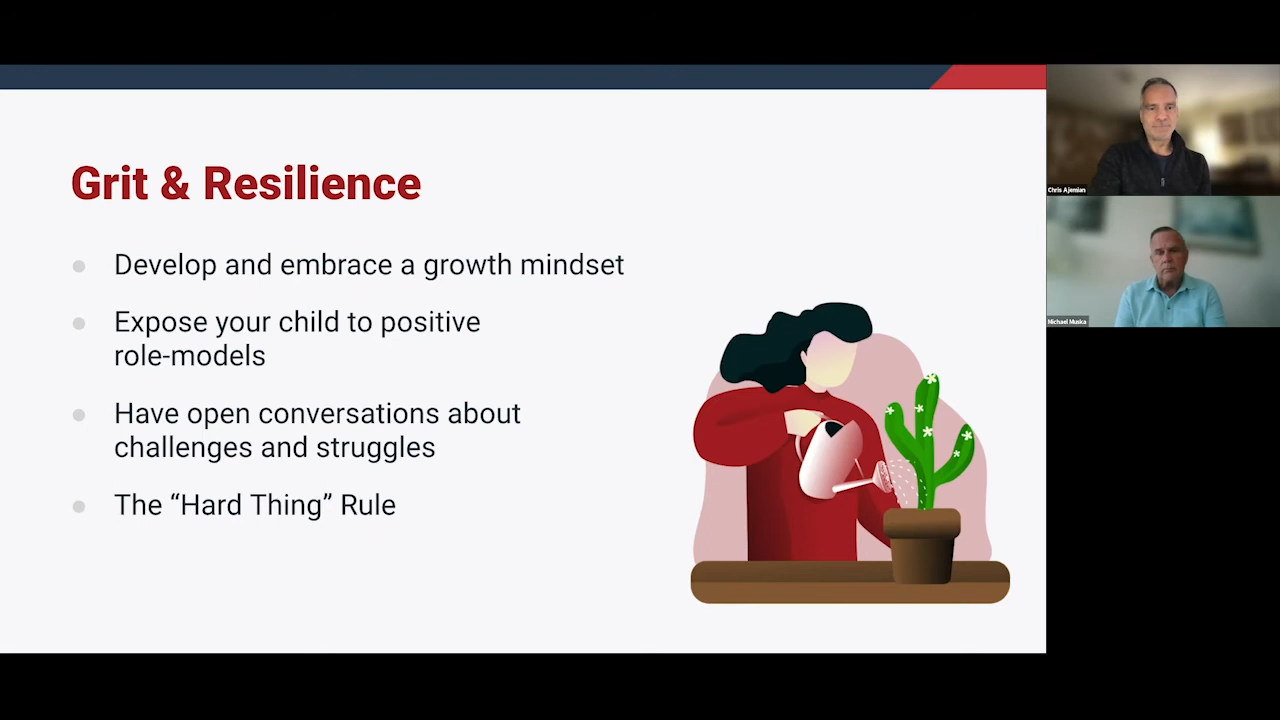 Grit & Resilience
Develop and embrace a growth mindset
Expose your child to positive
role-models
Have open conversations about
challenges and struggles
The “Hard Thing” Rule
Chris Ajemian
Michael Muska